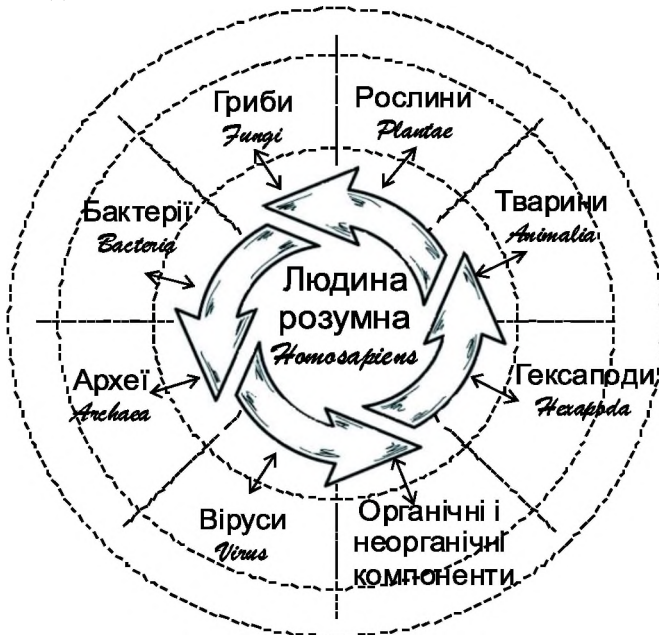 Гриби
Fungi
Рослини
Plantae
Бактерії
Bacteria
Тварини
Animalia
Людина
розумна
Homosapiens
Археї
Archaea
Гексаподи
Hexapoda
Віруси
Virus
Органічні і
неорганічні
компоненти